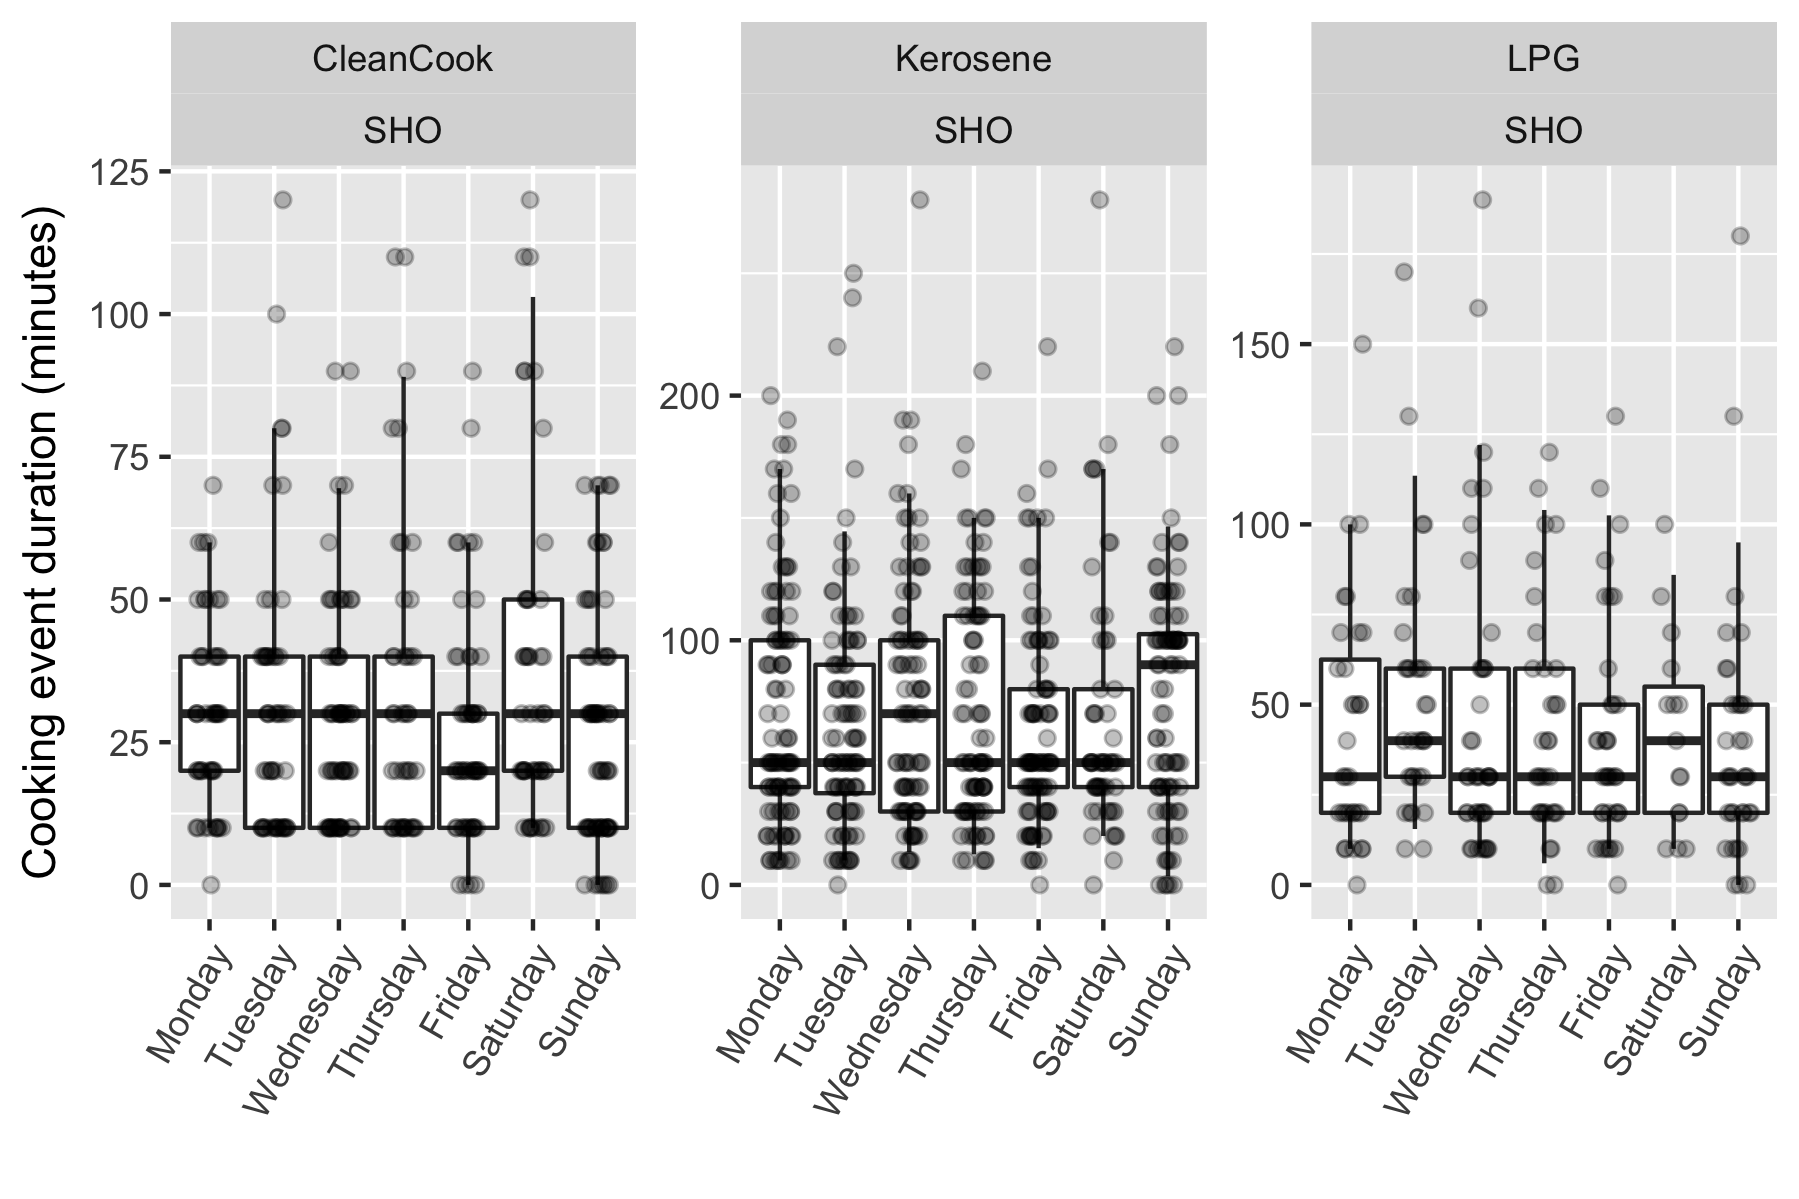 CleanCook
Kerosene
LPG
SHO
SHO
SHO
Cooking event duration (minutes)
125
100
75
50
25
0
200
100
0
150
100
50
0
Monday
Tuesday
Wednesday
Thursday
Friday
Saturday
Sunday
Monday
Tuesday
Wednesday
Thursday
Friday
Saturday
Sunday
Monday
Tuesday
Wednesday
Thursday
Friday
Saturday
Sunday